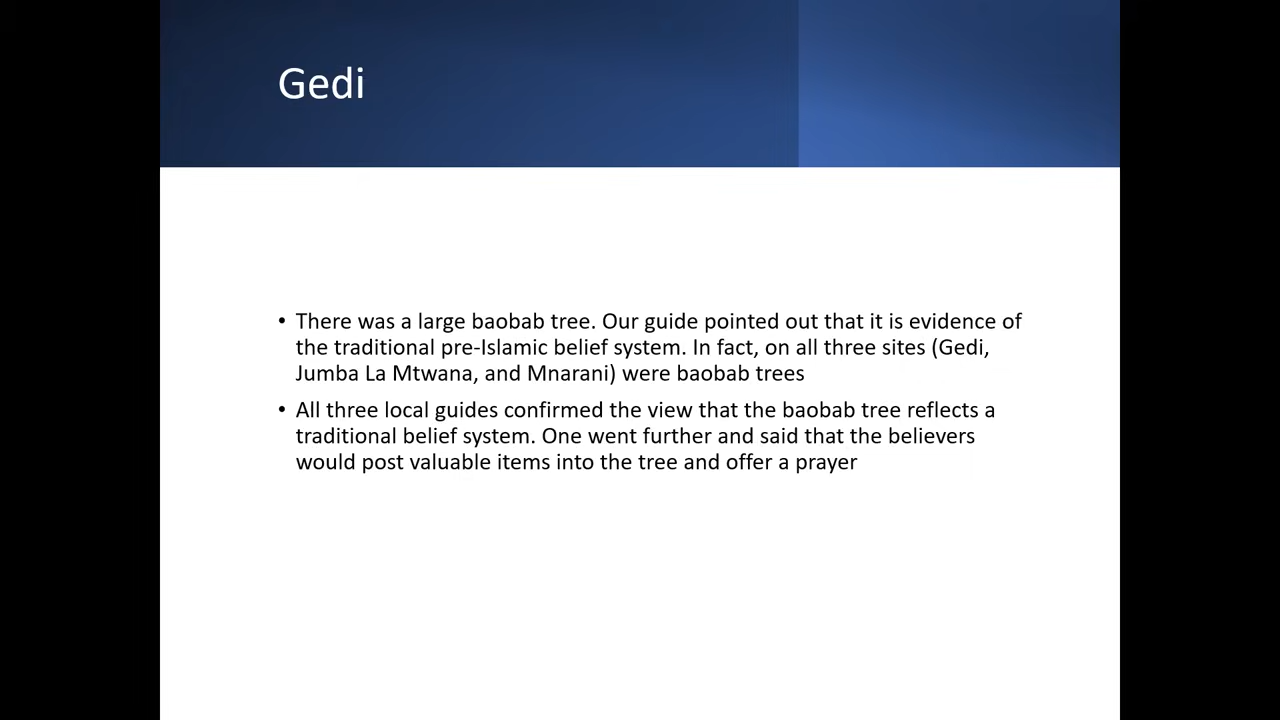 Gedi
• There was a large baobab tree. Our guide pointed out that it is evidence of
the traditional pre-Islamic belief system. In fact, on all three sites (Gedi,
Jumba La Mtwana, and Mnarani) were baobab trees
• All three local guides confirmed the view that the baobab tree reflects a
traditional belief system. One went further and said that the believers
would post valuable items into the tree and offer a prayer